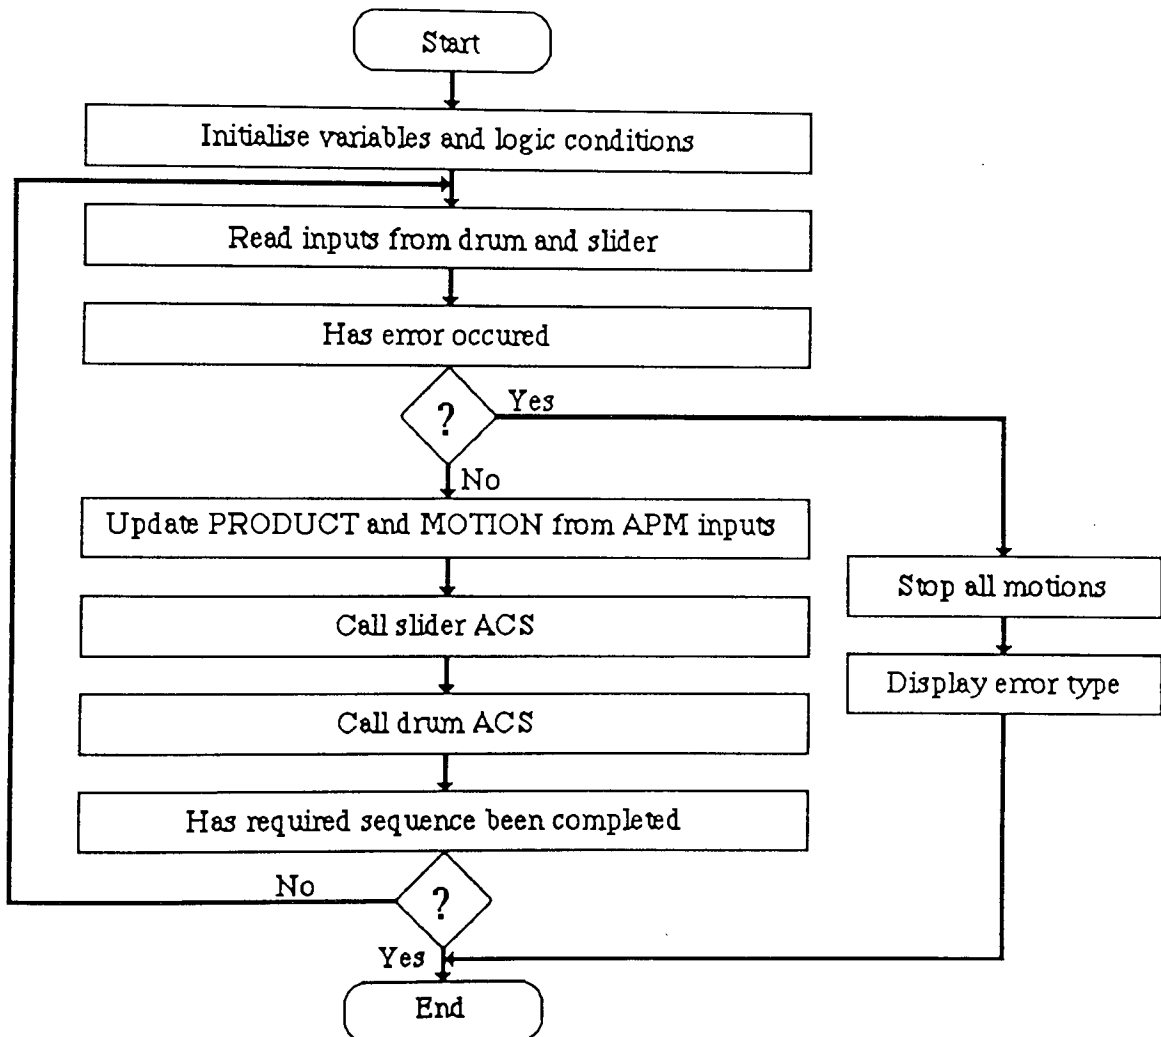 Start
Initialise variables and logic conditions
Read inputs from drum and slider
Has error occured
?
Yes
No
Update PRODUCT and MOTION from APM inputs
Stop all motions
Call slider ACS
Display error type
Call drum ACS
Has required sequence been completed
No
?
Yes
End